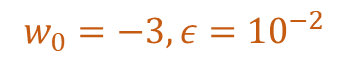 w₀ = −3, ϵ = 10⁻²